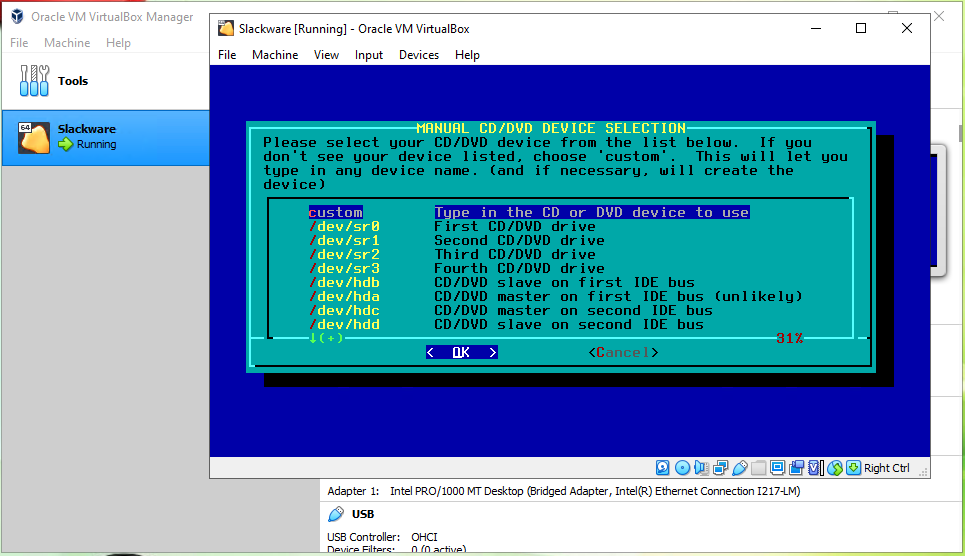 Oracle VM VirtualBox Manager
File Machine Help
Tools
64
Slackware
Running
Slackware [Running] - Oracle VM VirtualBox
File Machine View Input Devices Help
MANUAL CD/DVD DEVICE SELECTION
Please select your CD/DVD device from the list below.  If you
don't see your device listed, choose 'custom'.  This will let you
type in any device name. (and if necessary, will create the
device)
custom Type in the CD or DVD device to use
/dev/sr0 First CD/DVD drive
/dev/sr1 Second CD/DVD drive
/dev/sr2 Third CD/DVD drive
/dev/sr3 Fourth CD/DVD drive
/dev/hdb CD/DVD slave on first IDE bus
/dev/hda CD/DVD master on first IDE bus (unlikely)
/dev/hdc CD/DVD master on second IDE bus
/dev/hdd CD/DVD slave on second IDE bus
↓(+) 31%
< OK > <Cancel>
Right Ctrl
Adapter 1: Intel PRO/1000 MT Desktop (Bridged Adapter, Intel(R) Ethernet Connection I217-LM)
USB
USB Controller: OHCI
Device Filters: 0 (0 active)